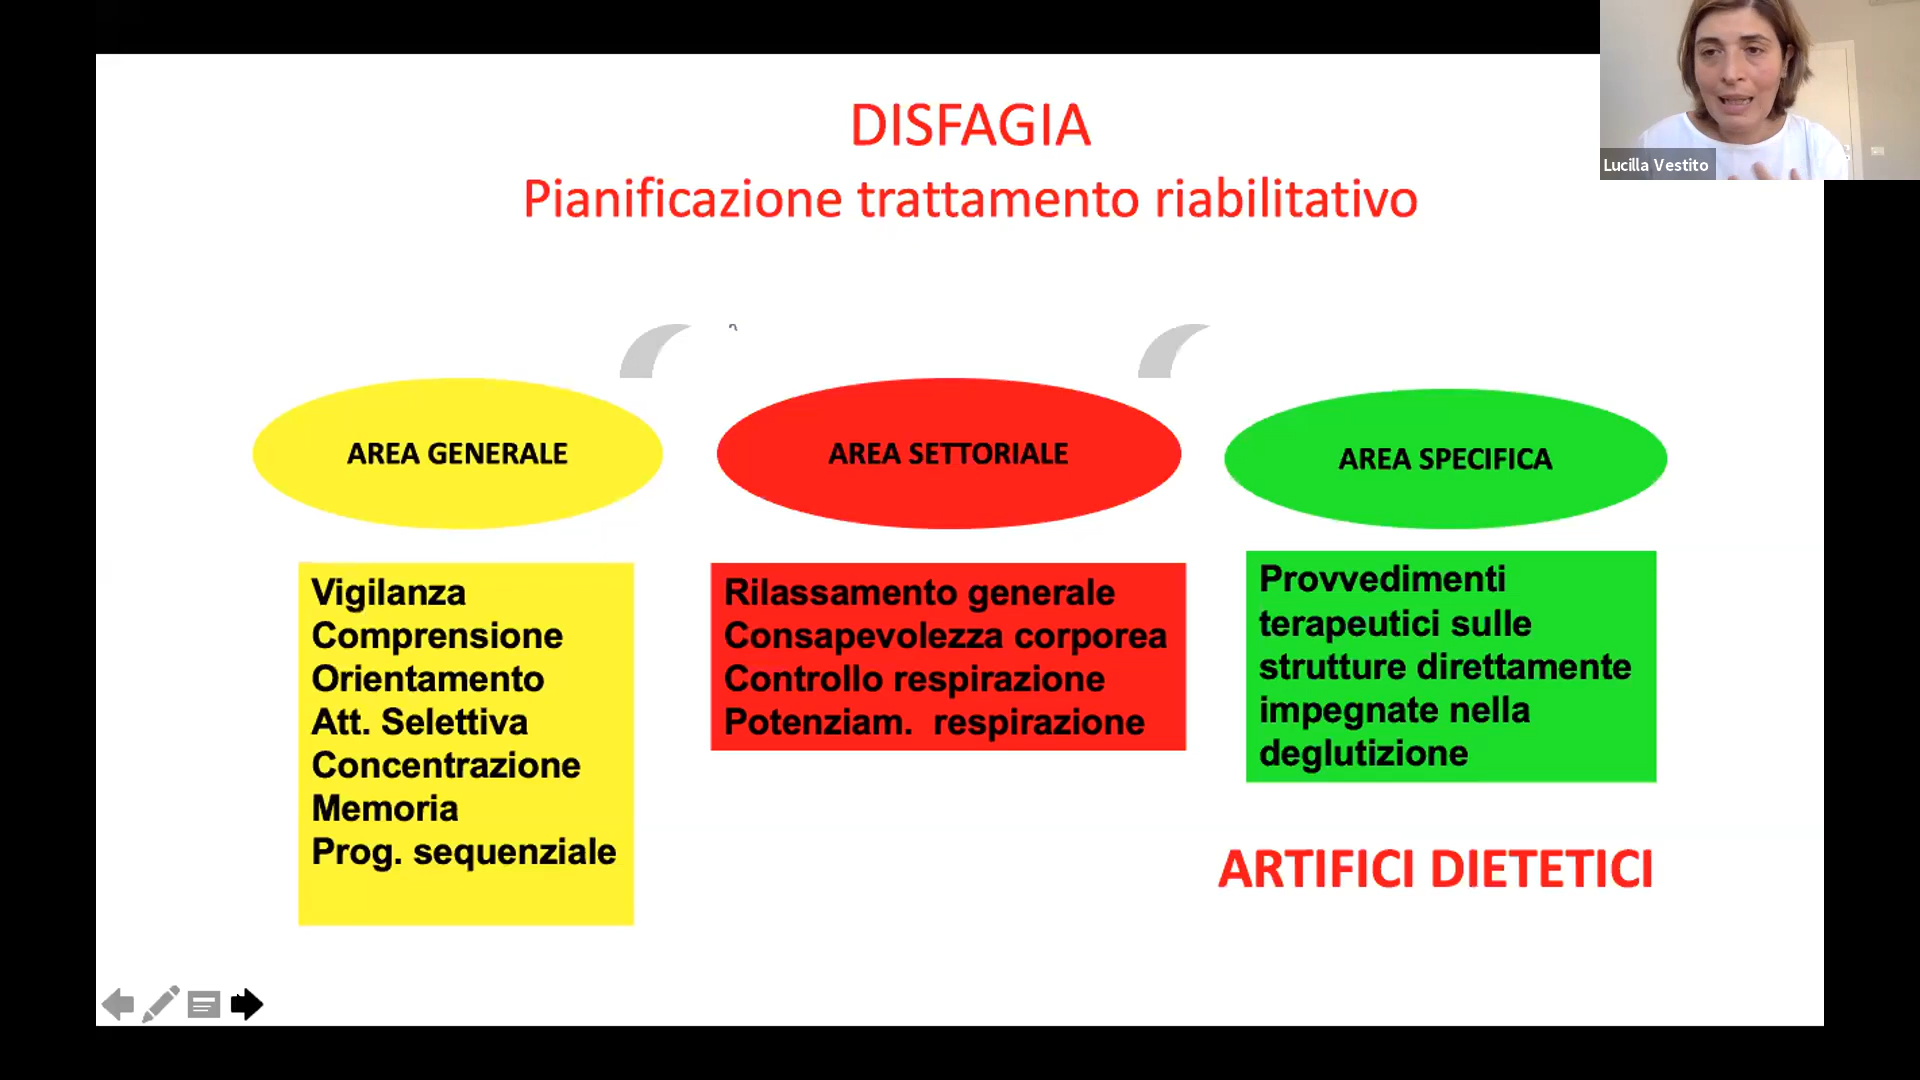 DISFAGIA
Pianificazione trattamento riabilitativo
Lucilla Vestito
AREA GENERALE
Vigilanza
Comprensione
Orientamento
Att. Selettiva
Concentrazione
Memoria
Prog. sequenziale
AREA SETTORIALE
Rilassamento generale
Consapevolezza corporea
Controllo respirazione
Potenziam.  respirazione
AREA SPECIFICA
Provvedimenti
terapeutici sulle
strutture direttamente
impegnate nella
deglutizione
ARTIFICI DIETETICI